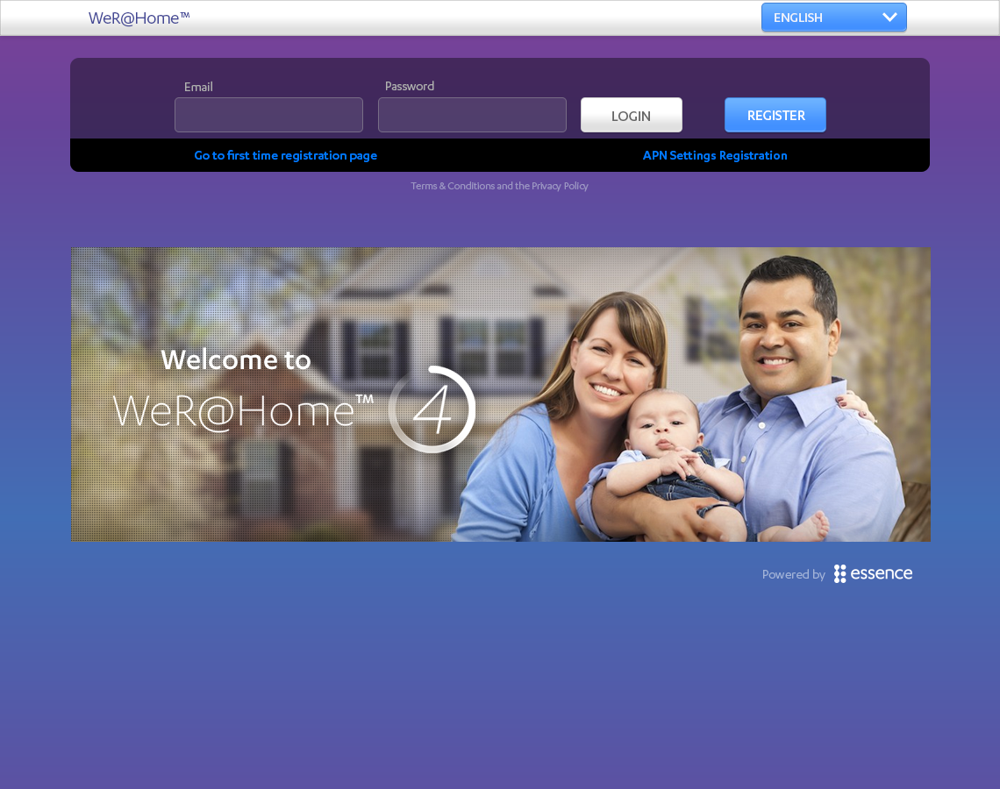 WeR@Home™
ENGLISH
Email
Password
LOGIN
REGISTER
Go to first time registration page
APN Settings Registration
Terms & Conditions and the Privacy Policy
Welcome to
WeR@Home™ 4
Powered by essence